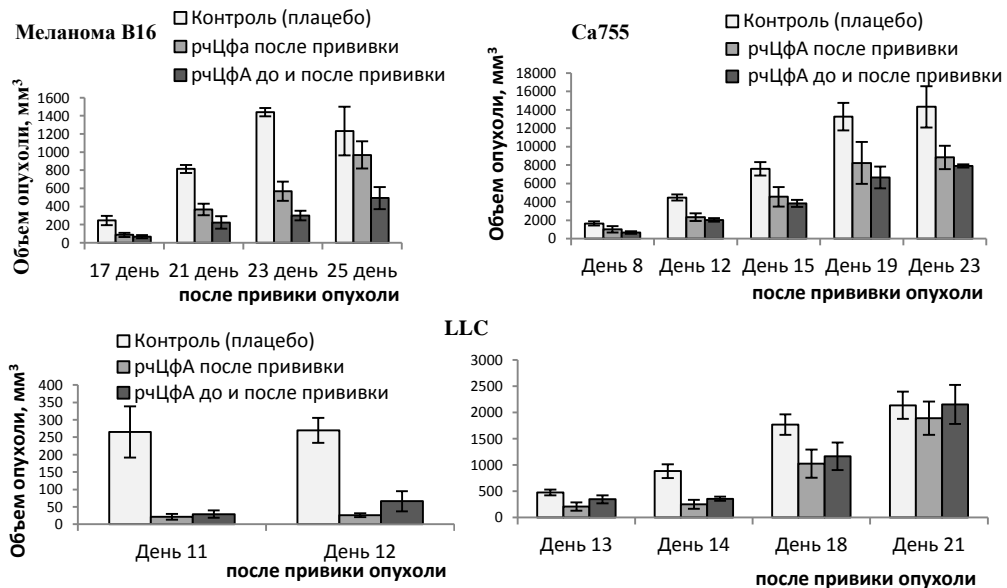 Меланома В16
Контроль (плацебо)
рчЦфа после прививки
рчЦфА до и после прививки
Объем опухоли, мм³
1600
1400
1200
1000
800
600
400
200
0
17 день 21 день 23 день 25 день
после привики опухоли
Са755
Контроль (плацебо)
рчЦфА после прививки
рчЦфА до и после прививки
Объем опухоли, мм³
18000
16000
14000
12000
10000
8000
6000
4000
2000
0
День 8 День 12 День 15 День 19 День 23
после прививки опухоли
LLC
Контроль (плацебо)
рчЦфА после прививки
рчЦфА до и после прививки
Объем опухоли, мм³
400
350
300
250
200
150
100
50
0
День 11 День 12
после привики опухоли
3000
2500
2000
1500
1000
500
0
День 13 День 14 День 18 День 21
после прививки опухоли